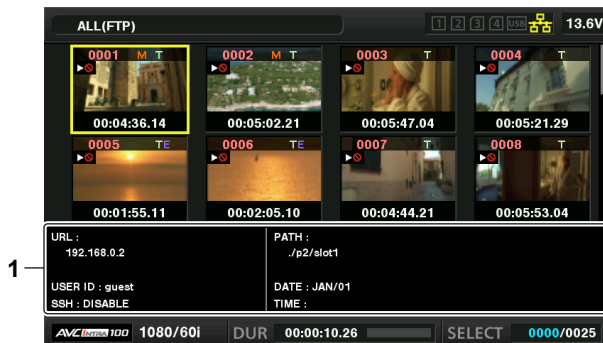 ALL(FTP) 1 2 3 4 USB 13.6V
0001 M T 0002 M T 0003 T 0004 T
00:04:36.14 00:05:02.21 00:05:47.04 00:05:21.29
0005 TE 0006 TE 0007 T 0008 T
00:01:55.11 00:02:05.10 00:04:44.21 00:05:53.04
1
URL :
192.168.0.2
USER ID : guest
SSH : DISABLE
PATH :
./p2/slot1
DATE : JAN/01
TIME :
AVC INTRA 100 1080/60i DUR 00:00:10.26 SELECT 0000/0025